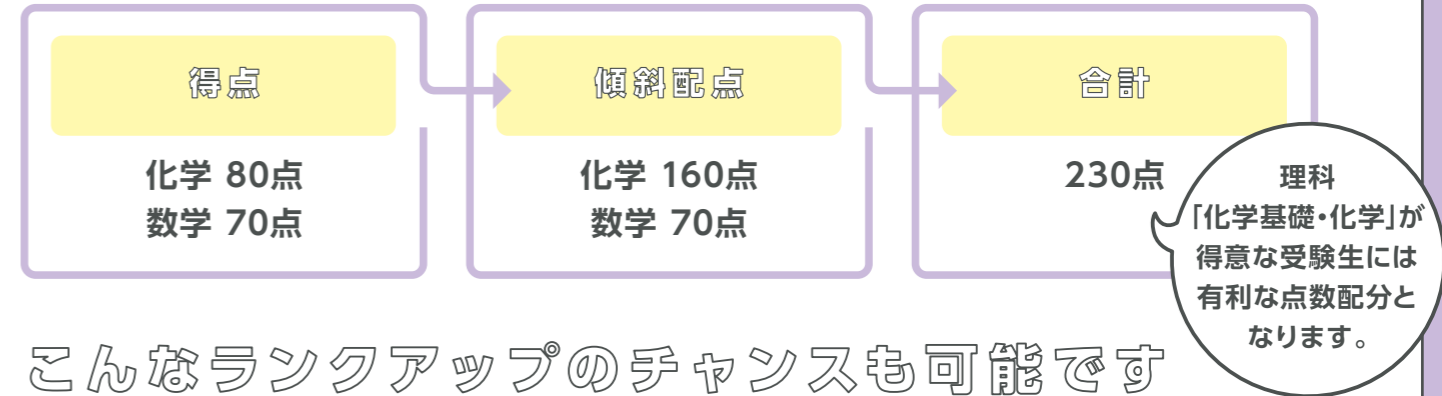 得点
化学 80点
数学 70点
傾斜配点
化学 160点
数学 70点
合計
230点
理科
「化学基礎・化学」が
得意な受験生には
有利な点数配分と
なります。
こんなランクアップのチャンスも可能です